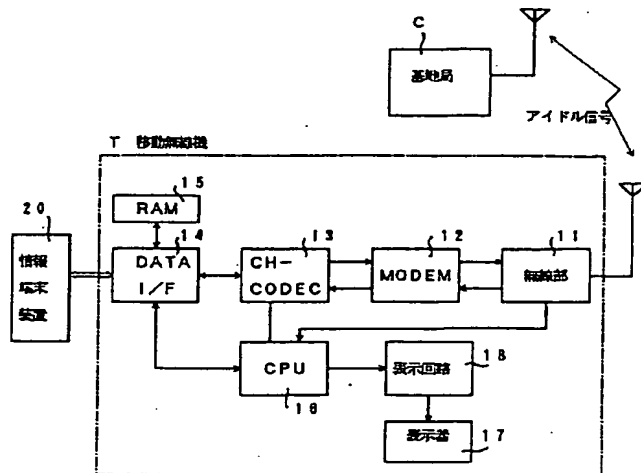 C
基地局
アイドル信号
T 移動無線機
20
情報
端末
装置
15
RAM
14
DATA
I/F
13
CH-
CODEC
12
MODEM
11
無線部
CPU
16
表示回路
18
表示器
17